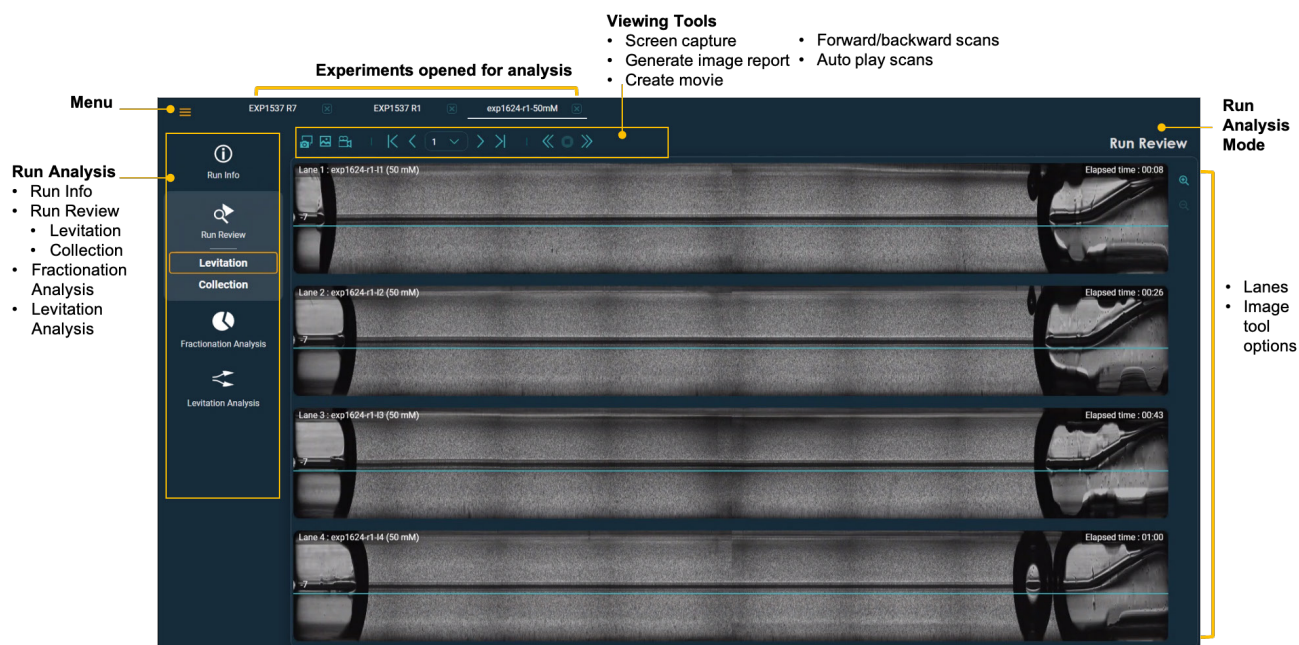 Viewing Tools
• Screen capture
• Generate image report
• Create movie
• Forward/backward scans
• Auto play scans
Experiments opened for analysis
Menu
EXP1537 R7
EXP1537 R1
exp1624-r1-50mM
Run
Analysis
Mode
1
Run Review
Run Analysis
• Run Info
• Run Review
• Levitation
• Collection
• Fractionation
Analysis
• Levitation
Analysis
Run Info
Run Review
Levitation
Collection
Fractionation Analysis
Levitation Analysis
Lane 1 : exp1624-r1-l1 (50 mM)
Elapsed time : 00:08
-7
Lane 2 : exp1624-r1-l2 (50 mM)
Elapsed time : 00:26
-7
Lane 3 : exp1624-r1-l3 (50 mM)
Elapsed time : 00:43
-7
Lane 4 : exp1624-r1-l4 (50 mM)
Elapsed time : 01:00
-7
• Lanes
• Image
tool
options